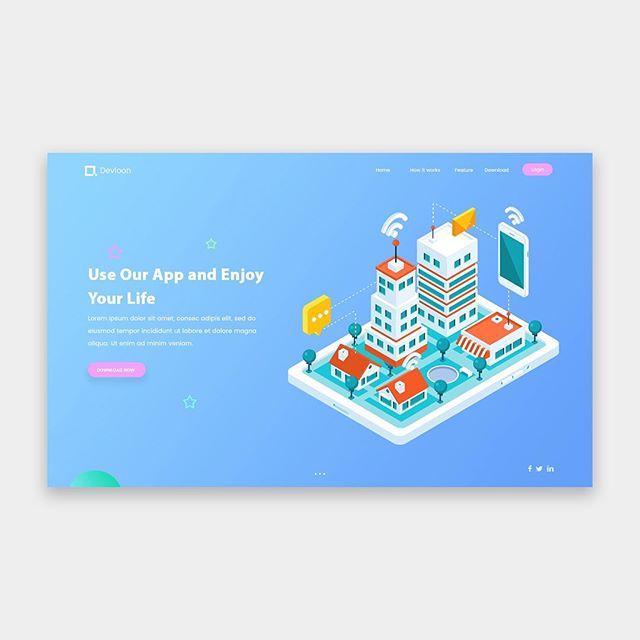 Devloon
Home How it works Feature Download Login
Use Our App and Enjoy
Your Life
Lorem ipsum dolor sit amet, consec adipis elit, sed do
eiusmod tempor incididunt ut labore et dolore magna
aliqua. Ut enim ad minim veniam.
DOWNLOAD NOW